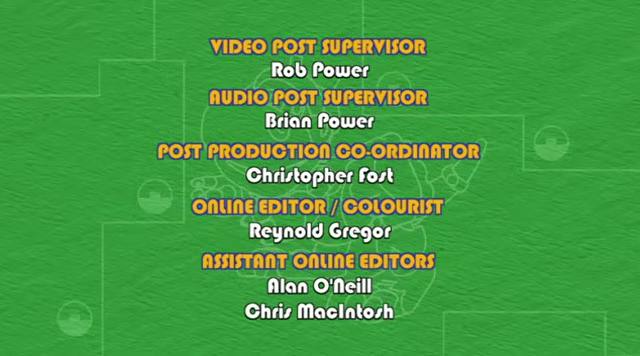 VIDEO POST SUPERVISOR
Rob Power
AUDIO POST SUPERVISOR
Brian Power
POST PRODUCTION CO-ORDINATOR
Christopher Fost
ONLINE EDITOR / COLOURIST
Reynold Gregor
ASSISTANT ONLINE EDITORS
Alan O'Neill
Chris MacIntosh